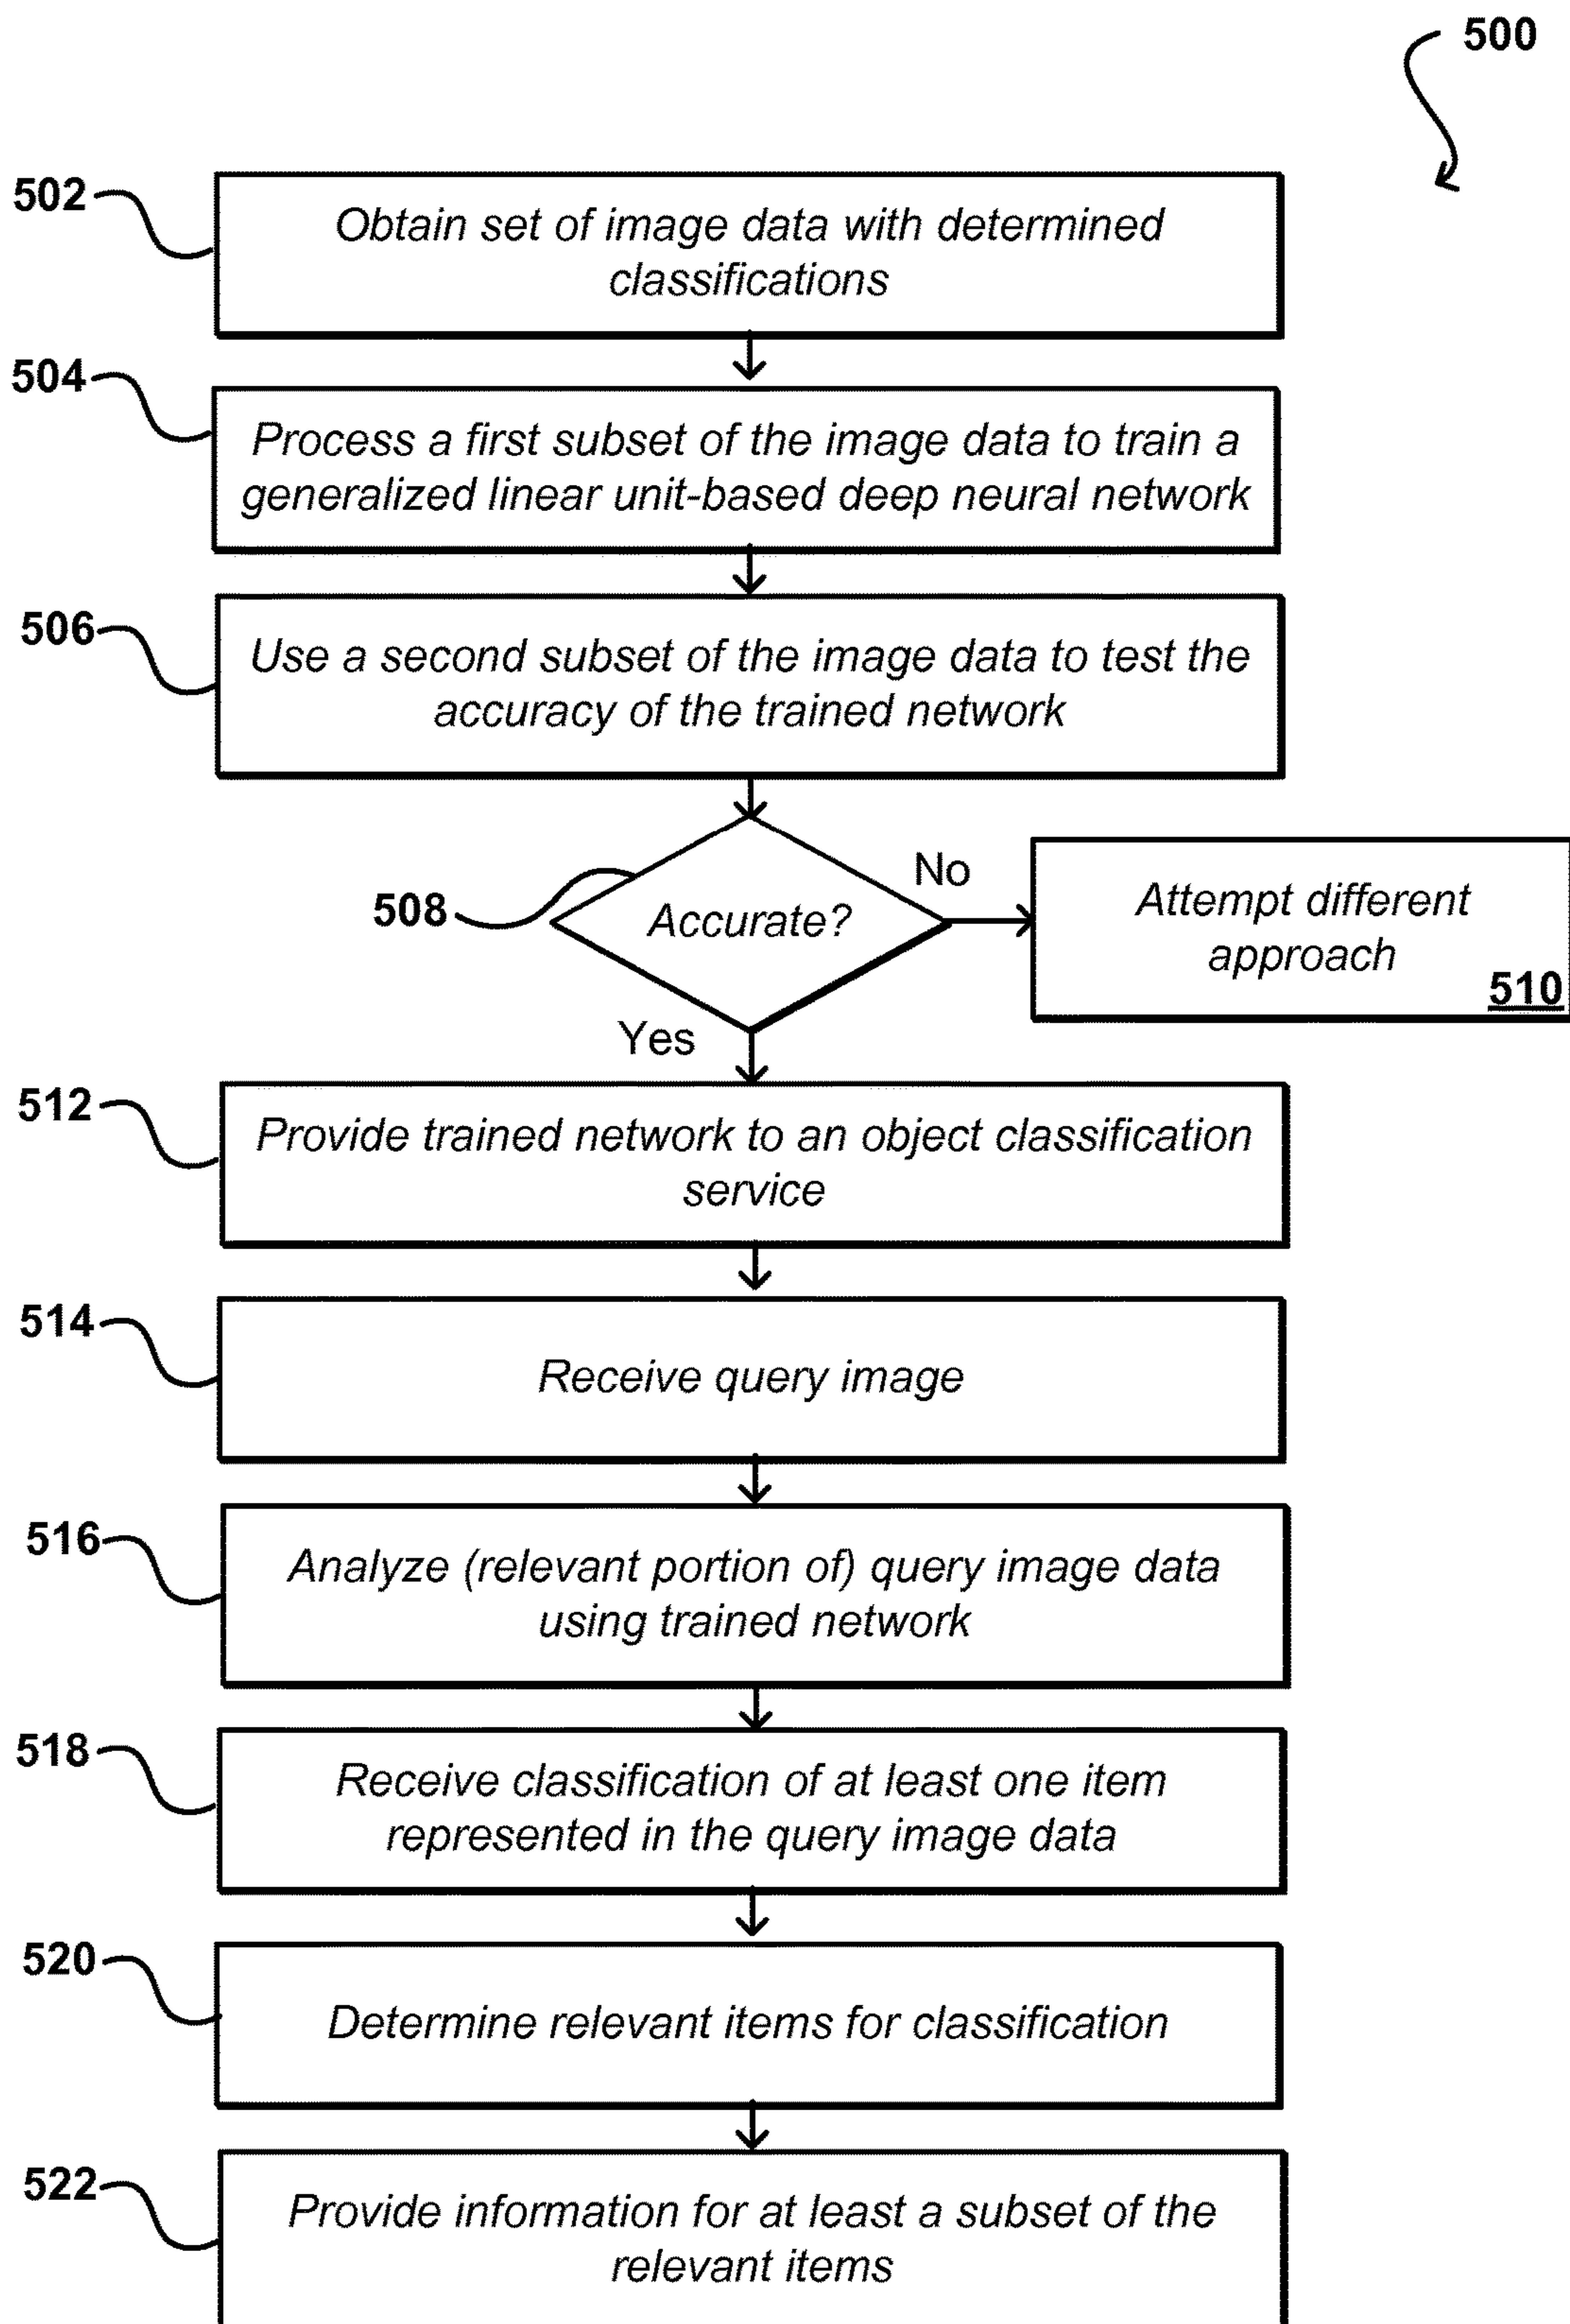 500
502
Obtain set of image data with determined
classifications
504
Process a first subset of the image data to train a
generalized linear unit-based deep neural network
506
Use a second subset of the image data to test the
accuracy of the trained network
508
Accurate?
No
Attempt different
approach
510
Yes
512
Provide trained network to an object classification
service
514
Receive query image
516
Analyze (relevant portion of) query image data
using trained network
518
Receive classification of at least one item
represented in the query image data
520
Determine relevant items for classification
522
Provide information for at least a subset of the
relevant items